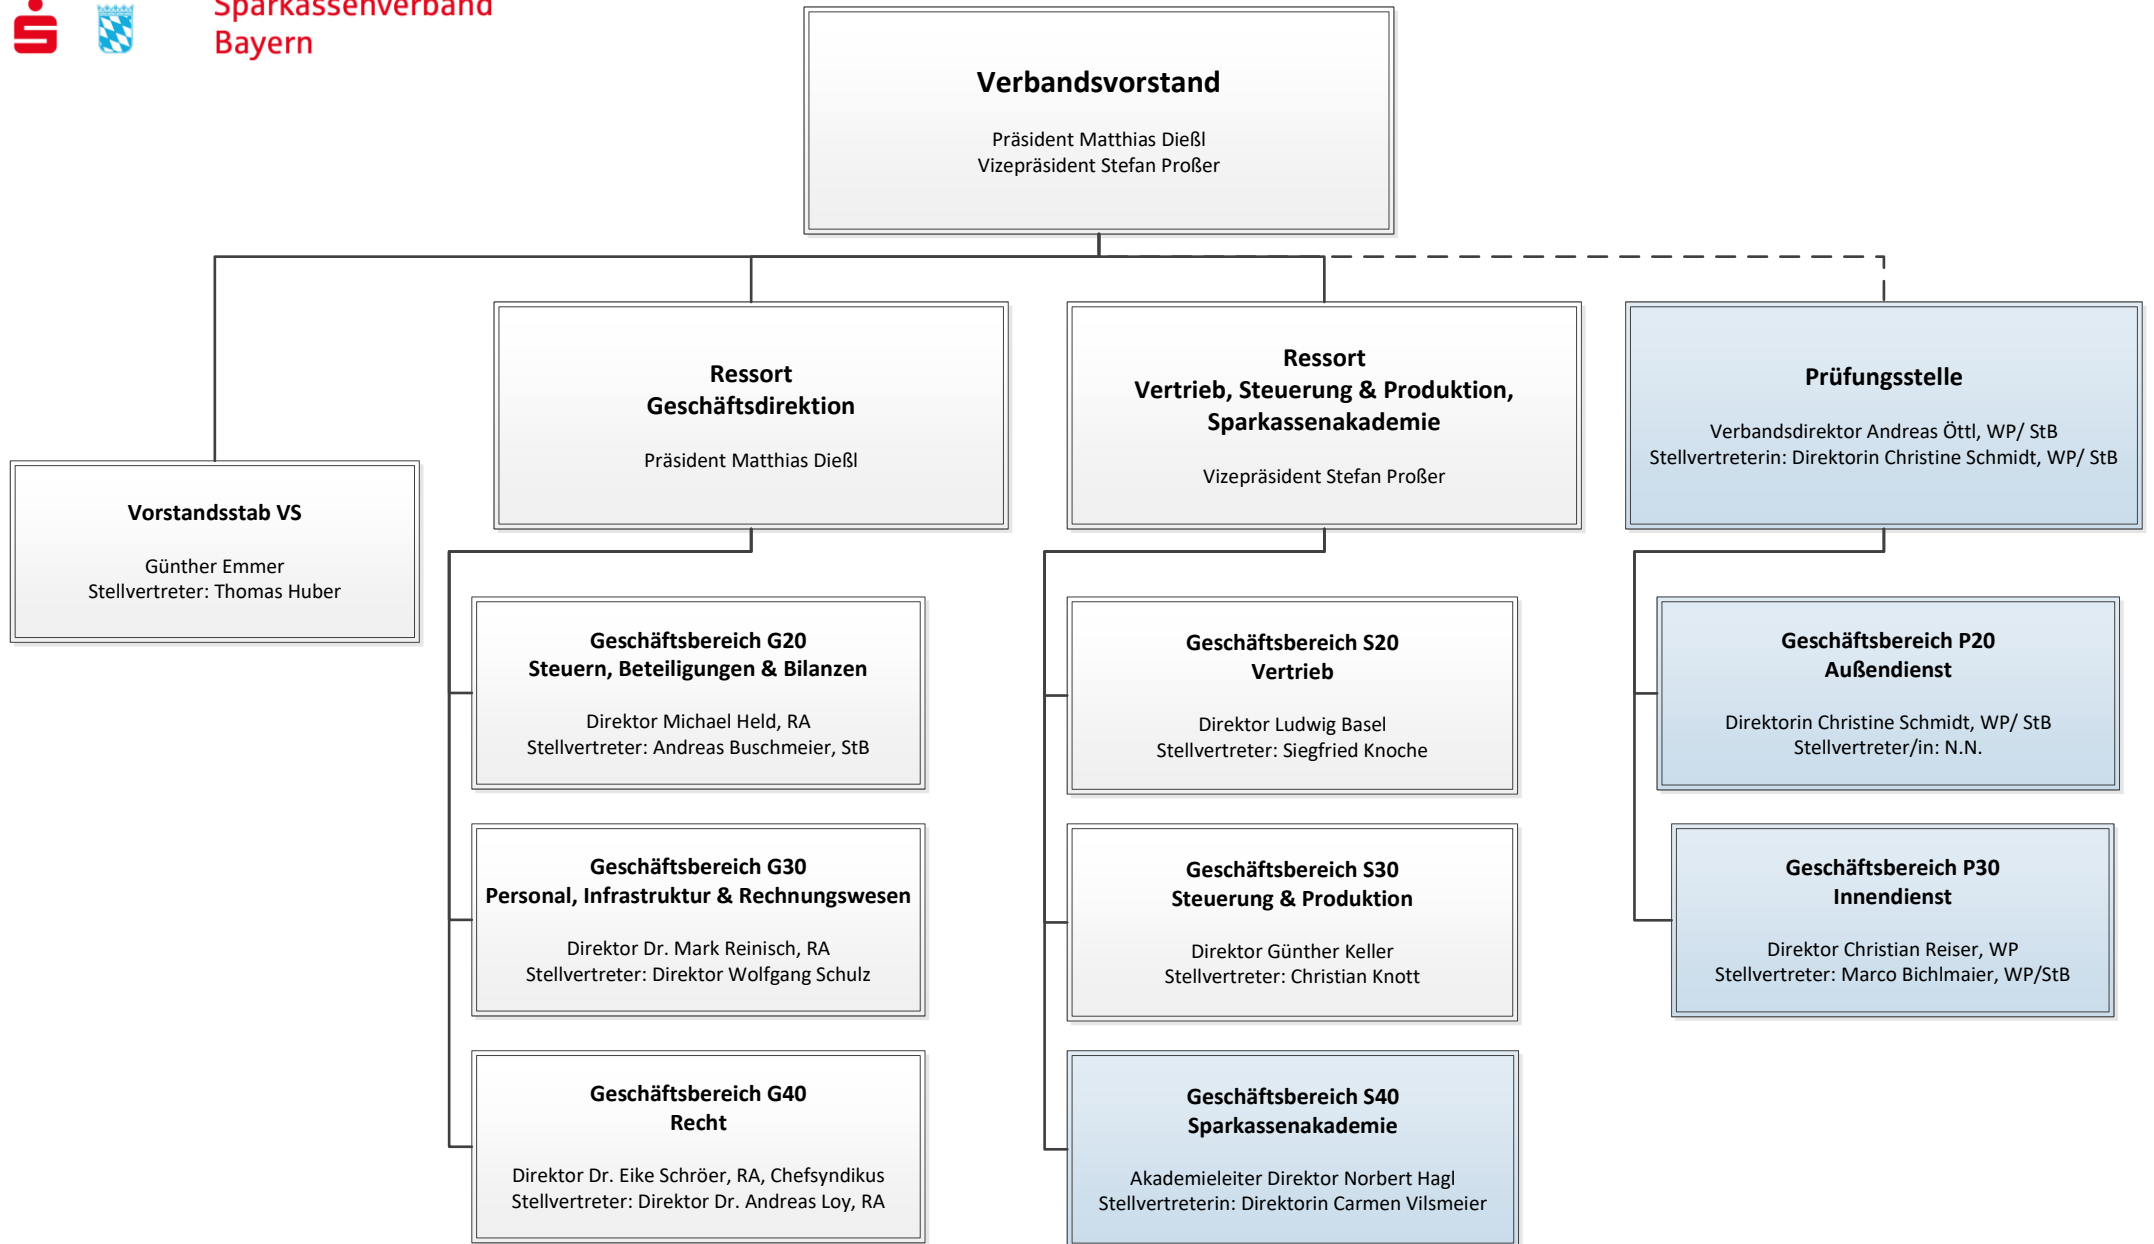 Sparkassenverband
Bayern
Verbandsvorstand
Präsident Matthias Dießl
Vizepräsident Stefan Proßer
Vorstandsstab VS
Günther Emmer
Stellvertreter: Thomas Huber
Ressort
Geschäftsdirektion
Präsident Matthias Dießl
Geschäftsbereich G20
Steuern, Beteiligungen & Bilanzen
Direktor Michael Held, RA
Stellvertreter: Andreas Buschmeier, StB
Geschäftsbereich G30
Personal, Infrastruktur & Rechnungswesen
Direktor Dr. Mark Reinisch, RA
Stellvertreter: Direktor Wolfgang Schulz
Geschäftsbereich G40
Recht
Direktor Dr. Eike Schröer, RA, Chefsyndikus
Stellvertreter: Direktor Dr. Andreas Loy, RA
Ressort
Vertrieb, Steuerung & Produktion,
Sparkassenakademie
Vizepräsident Stefan Proßer
Geschäftsbereich S20
Vertrieb
Direktor Ludwig Basel
Stellvertreter: Siegfried Knoche
Geschäftsbereich S30
Steuerung & Produktion
Direktor Günther Keller
Stellvertreter: Christian Knott
Geschäftsbereich S40
Sparkassenakademie
Akademieleiter Direktor Norbert Hagl
Stellvertreterin: Direktorin Carmen Vilsmeier
Prüfungsstelle
Verbandsdirektor Andreas Öttl, WP/ StB
Stellvertreterin: Direktorin Christine Schmidt, WP/ StB
Geschäftsbereich P20
Außendienst
Direktorin Christine Schmidt, WP/ StB
Stellvertreter/in: N.N.
Geschäftsbereich P30
Innendienst
Direktor Christian Reiser, WP
Stellvertreter: Marco Bichlmaier, WP/StB